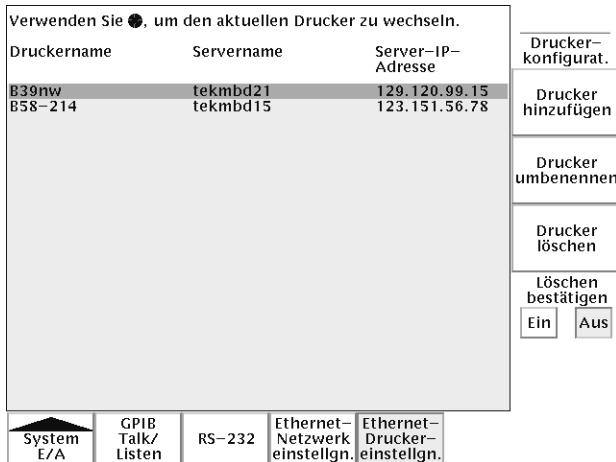 Verwenden Sie , um den aktuellen Drucker zu wechseln.
Druckername Servername Server-IP-
Adresse
B39nw tekmbd21 129.120.99.15
B58-214 tekmbd15 123.151.56.78
Drucker-
konfigurat.
Drucker
hinzufügen
Drucker
umbenennen
Drucker
löschen
Löschen
bestätigen
Ein Aus
System
E/A
GPIB
Talk/
Listen
RS-232
Ethernet-
Netzwerk
einstellgn.
Ethernet-
Drucker-
einstellgn.